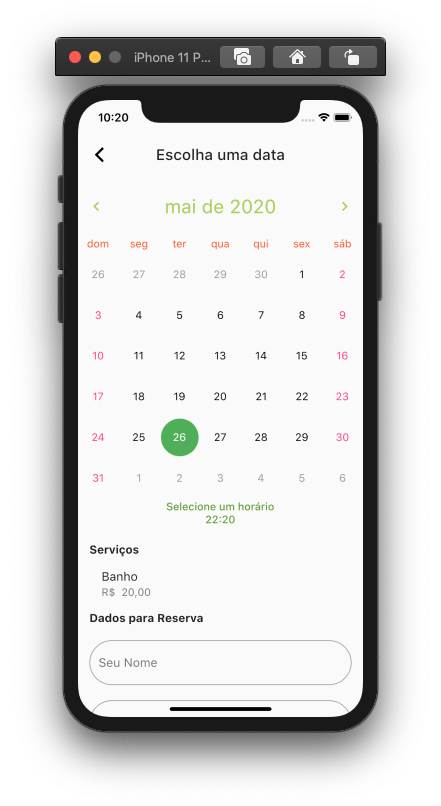 iPhone 11 P...
10:20
Escolha uma data
mai de 2020
dom seg ter qua qui sex sáb
26 27 28 29 30 1 2
3 4 5 6 7 8 9
10 11 12 13 14 15 16
17 18 19 20 21 22 23
24 25 26 27 28 29 30
31 1 2 3 4 5 6
Selecione um horário
22:20
Serviços
Banho
R$ 20,00
Dados para Reserva
Seu Nome